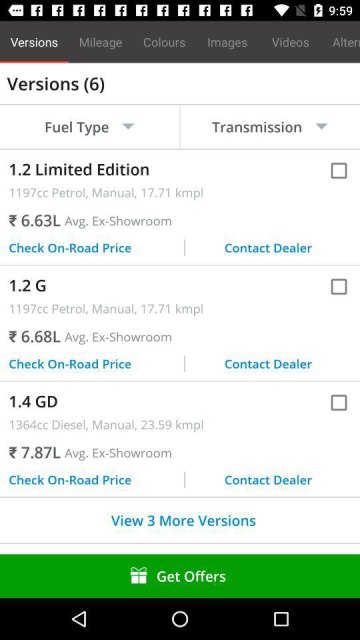 9:59
Versions Mileage Colours Images Videos Alter
Versions (6)
Fuel Type Transmission
1.2 Limited Edition
1197cc Petrol, Manual, 17.71 kmpl
₹ 6.63L Avg. Ex-Showroom
Check On-Road Price Contact Dealer
1.2 G
1197cc Petrol, Manual, 17.71 kmpl
₹ 6.68L Avg. Ex-Showroom
Check On-Road Price Contact Dealer
1.4 GD
1364cc Diesel, Manual, 23.59 kmpl
₹ 7.87L Avg. Ex-Showroom
Check On-Road Price Contact Dealer
View 3 More Versions
Get Offers